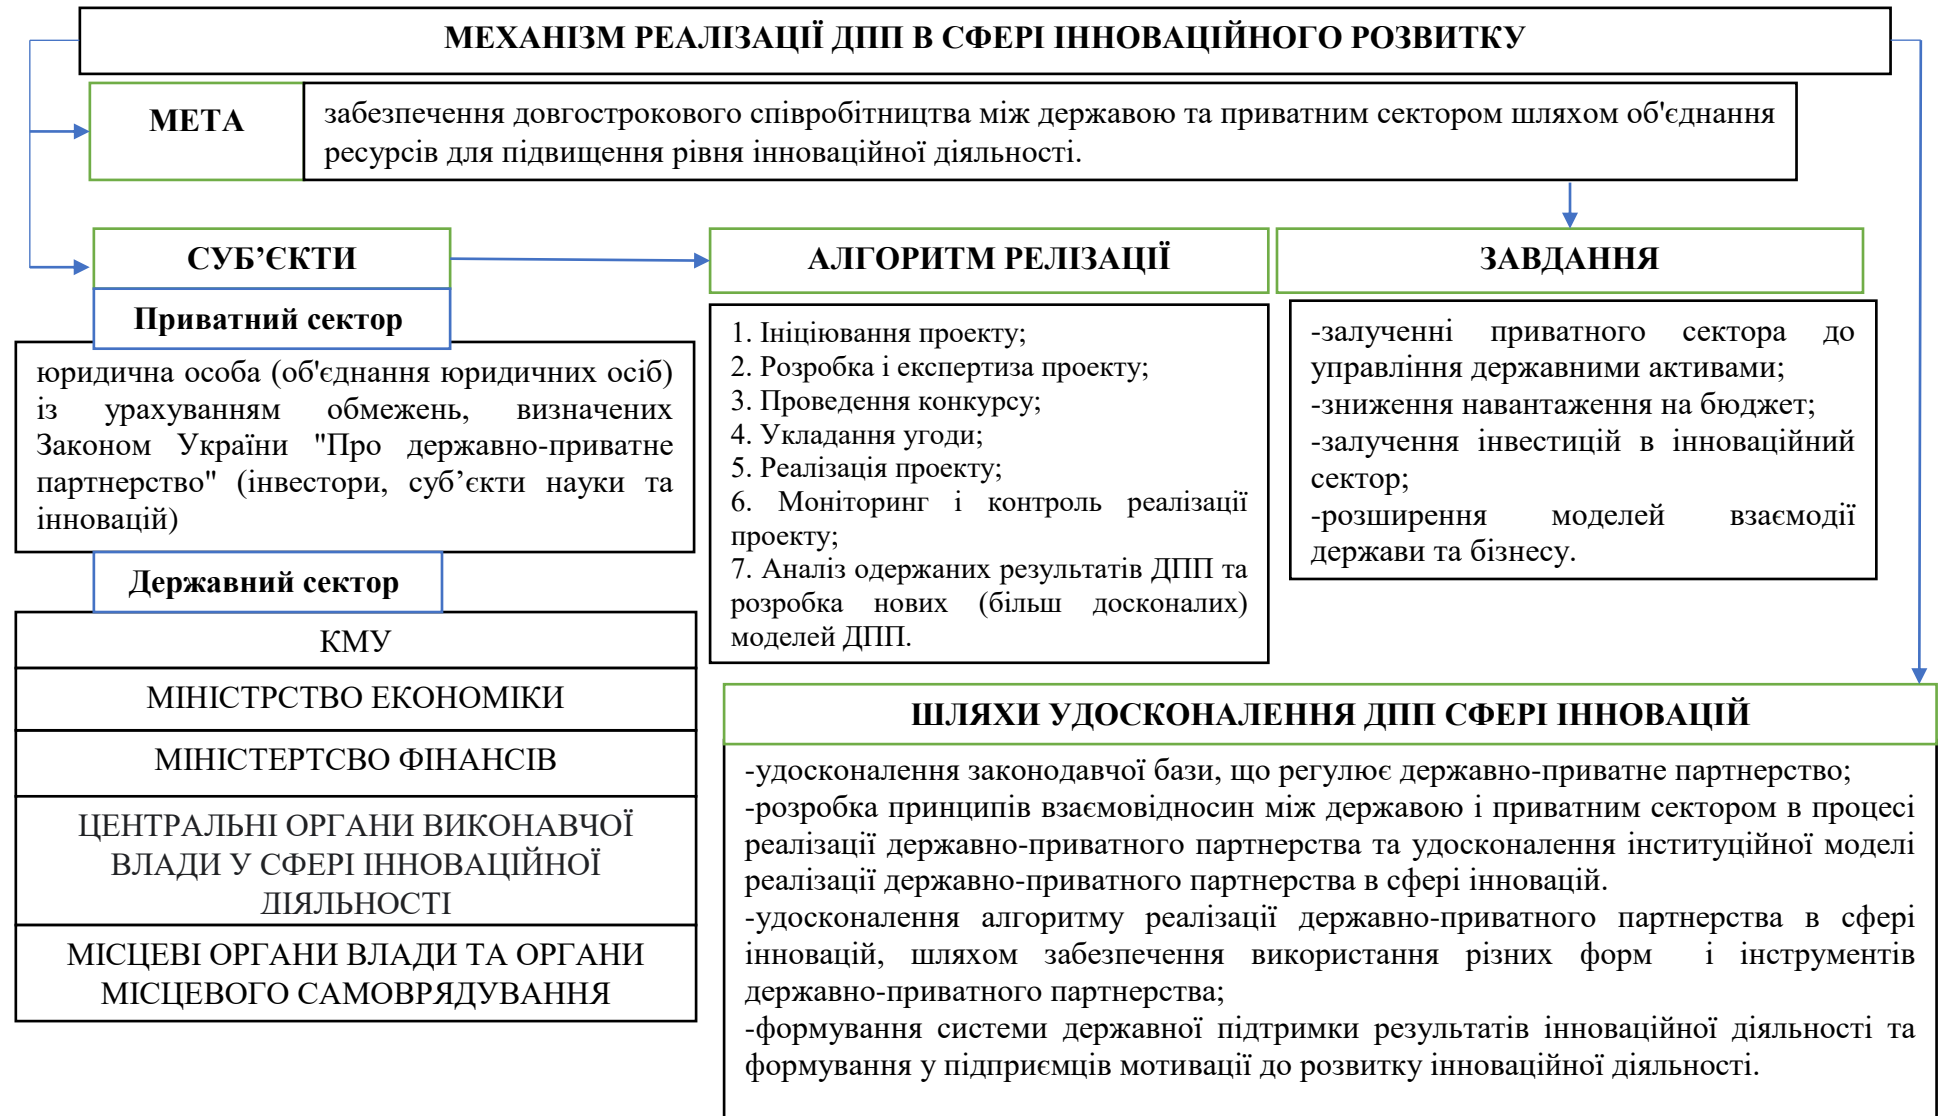 МЕХАНІЗМ РЕАЛІЗАЦІЇ ДПП В СФЕРІ ІННОВАЦІЙНОГО РОЗВИТКУ
МЕТА
забезпечення довгострокового співробітництва між державою та приватним сектором шляхом об'єднання
ресурсів для підвищення рівня інноваційної діяльності.
СУБ’ЄКТИ
Приватний сектор
юридична особа (об'єднання юридичних осіб)
із урахуванням обмежень, визначених
Законом України "Про державно-приватне
партнерство" (інвестори, суб’єкти науки та
інновацій)
Державний сектор
КМУ
МІНІСТРСТВО ЕКОНОМІКИ
МІНІСТЕРТСВО ФІНАНСІВ
ЦЕНТРАЛЬНІ ОРГАНИ ВИКОНАВЧОЇ
ВЛАДИ У СФЕРІ ІННОВАЦІЙНОЇ
ДІЯЛЬНОСТІ
МІСЦЕВІ ОРГАНИ ВЛАДИ ТА ОРГАНИ
МІСЦЕВОГО САМОВРЯДУВАННЯ
АЛГОРИТМ РЕЛІЗАЦІЇ
1. Ініціювання проекту;
2. Розробка і експертиза проекту;
3. Проведення конкурсу;
4. Укладання угоди;
5. Реалізація проекту;
6. Моніторинг і контроль реалізації
проекту;
7. Аналіз одержаних результатів ДПП та
розробка нових (більш досконалих)
моделей ДПП.
ЗАВДАННЯ
-залученні приватного сектора до
управління державними активами;
-зниження навантаження на бюджет;
-залучення інвестицій в інноваційний
сектор;
-розширення моделей взаємодії
держави та бізнесу.
ШЛЯХИ УДОСКОНАЛЕННЯ ДПП СФЕРІ ІННОВАЦІЙ
-удосконалення законодавчої бази, що регулює державно-приватне партнерство;
-розробка принципів взаємовідносин між державою і приватним сектором в процесі
реалізації державно-приватного партнерства та удосконалення інституційної моделі
реалізації державно-приватного партнерства в сфері інновацій.
-удосконалення алгоритму реалізації державно-приватного партнерства в сфері
інновацій, шляхом забезпечення використання різних форм і інструментів
державно-приватного партнерства;
-формування системи державної підтримки результатів інноваційної діяльності та
формування у підприємців мотивації до розвитку інноваційної діяльності.